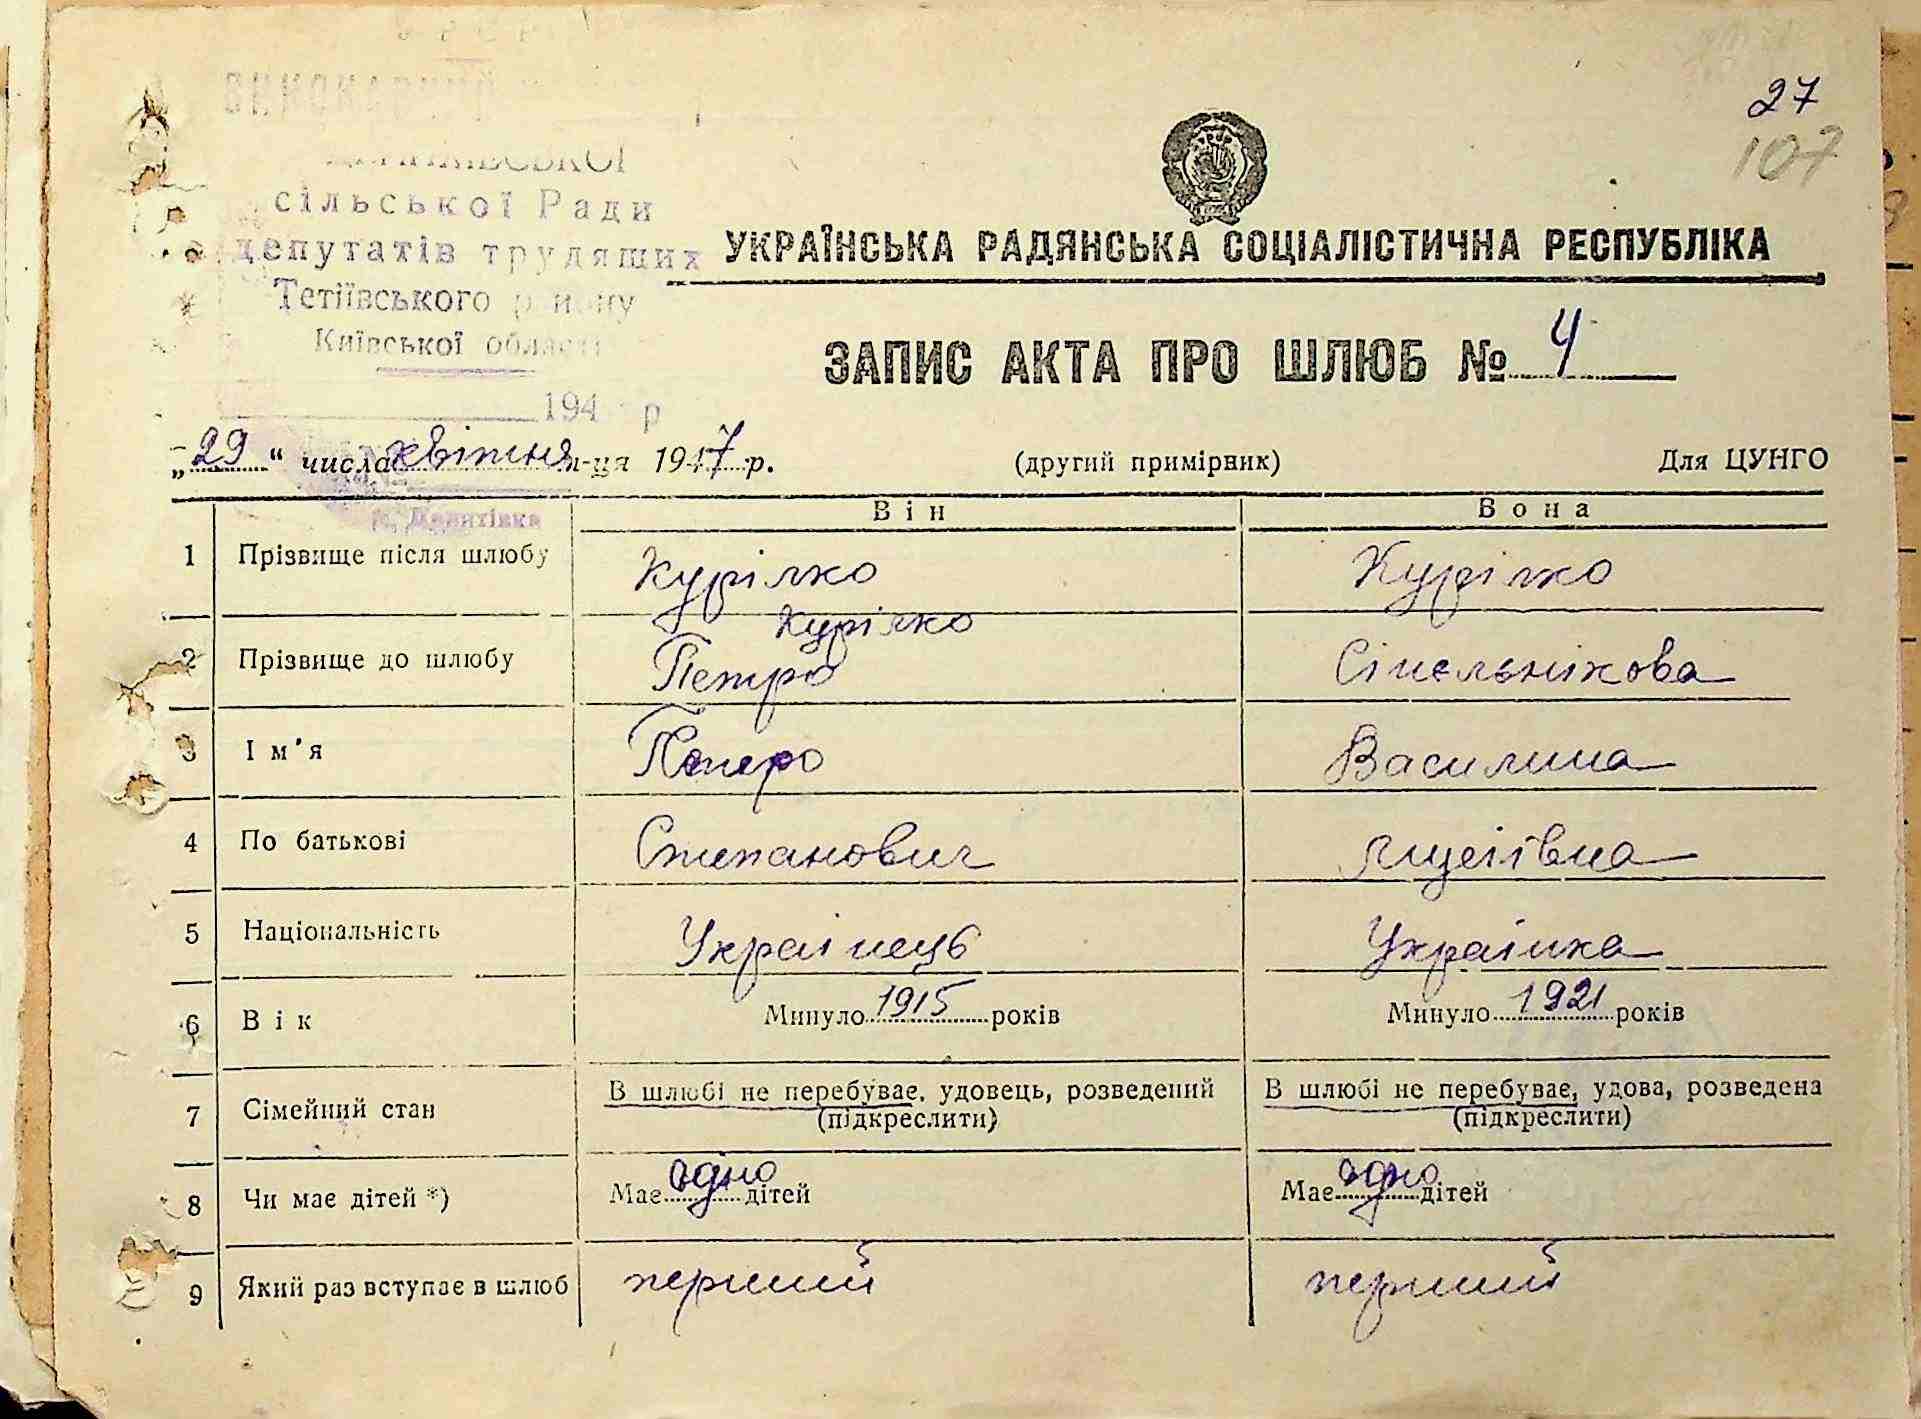 27
107
сільської Ради
депутатів трудящих
Тетіївського району
Київської області
194 р
УКРАЇНСЬКА РАДЯНСЬКА СОЦІАЛІСТИЧНА РЕСПУБЛІКА
ЗАПИС АКТА ПРО ШЛЮБ № 4
„29“ числа квітня м-ця 1947 р. (другий примірник) Для ЦУНГО
Він Вона
1 Прізвище після шлюбу Курілко Курілко
Курілко
2 Прізвище до шлюбу Петро Сінельнікова
3 Ім'я Петро Василина
4 По батькові Степанович
5 Національність Українець Українка
6 Вік Минуло 1915 років Минуло 1921 років
7 Сімейний стан В шлюбі не перебуває, удовець, розведений (підкреслити) В шлюбі не перебуває, удова, розведена (підкреслити)
8 Чи має дітей *) Має одно дітей Має одно дітей
9 Який раз вступає в шлюб перший перший